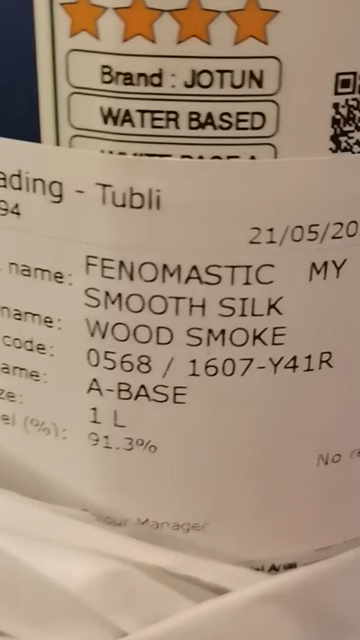 Brand : JOTUN
WATER BASED
ading - Tubli
94
21/05/20
name: FENOMASTIC MY
SMOOTH SILK
name: WOOD SMOKE
code: 0568 / 1607-Y41R
ame: A-BASE
ze: 1 L
el (%): 91.3%
No re
Manager